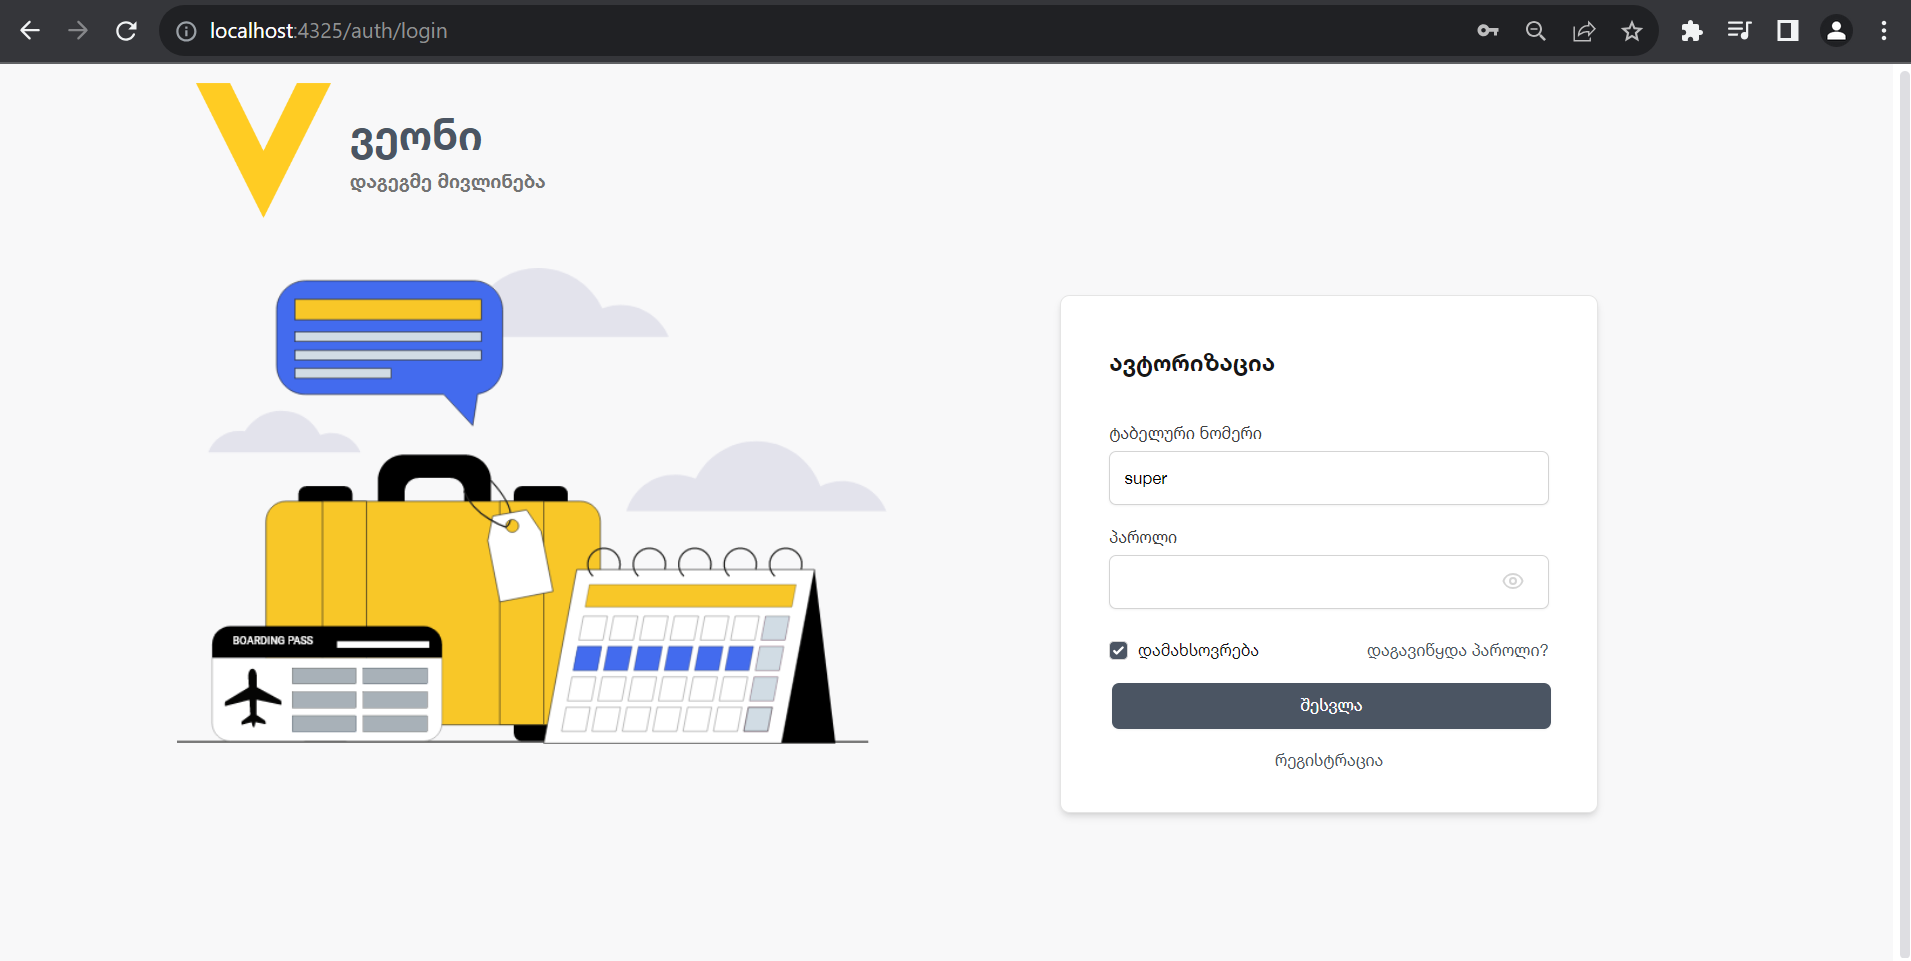 localhost:4325/auth/login
ვეონი
დაგეგმე მივლინება
BOARDING PASS
ავტორიზაცია
ტაბელური ნომერი
super
პაროლი
დამახსოვრება
დაგავიწყდა პაროლი?
შესვლა
რეგისტრაცია